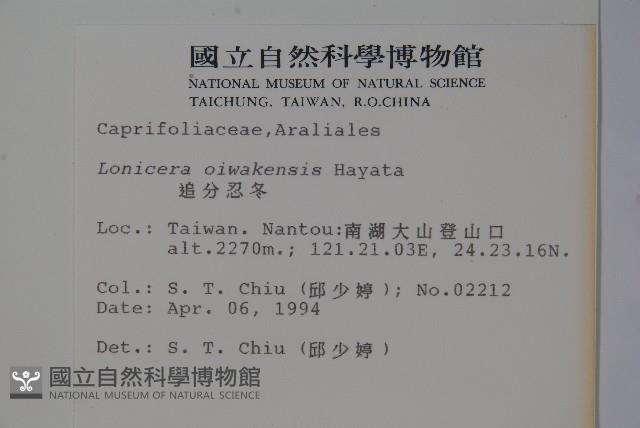 國立自然科學博物館
NATIONAL MUSEUM OF NATURAL SCIENCE
TAICHUNG, TAIWAN, R.O.CHINA
Caprifoliaceae,Araliales
Lonicera oiwakensis Hayata
追分忍冬
Loc.: Taiwan. Nantou:南湖大山登山口
alt.2270m.; 121.21.03E, 24.23.16N.
Col.: S. T. Chiu (邱少婷); No.02212
Date: Apr. 06, 1994
Det.: S. T. Chiu (邱少婷)
國立自然科學博物館
NATIONAL MUSEUM OF NATURAL SCIENCE